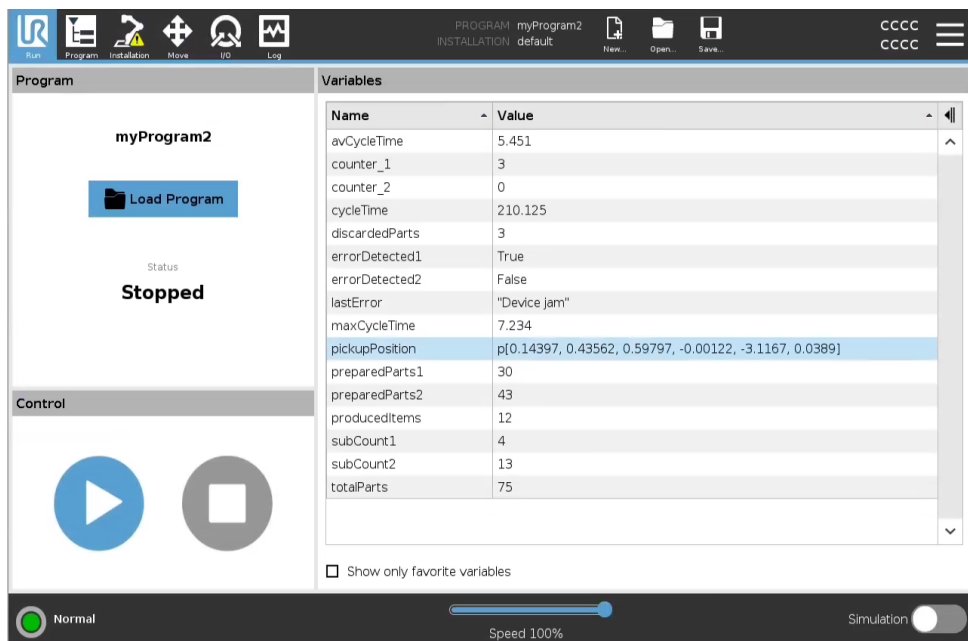 PROGRAM myProgram2
INSTALLATION default
UR
Run
Program
Installation
Move
I/O
Log
New...
Open...
Save...
CCCC
CCCC
Program
myProgram2
Load Program
Status
Stopped
Control
Variables
Name Value
avCycleTime 5.451
counter_1 3
counter_2 0
cycleTime 210.125
discardedParts 3
errorDetected1 True
errorDetected2 False
lastError "Device jam"
maxCycleTime 7.234
pickupPosition p[0.14397, 0.43562, 0.59797, -0.00122, -3.1167, 0.0389]
preparedParts1 30
preparedParts2 43
producedItems 12
subCount1 4
subCount2 13
totalParts 75
Show only favorite variables
Normal
Speed 100%
Simulation